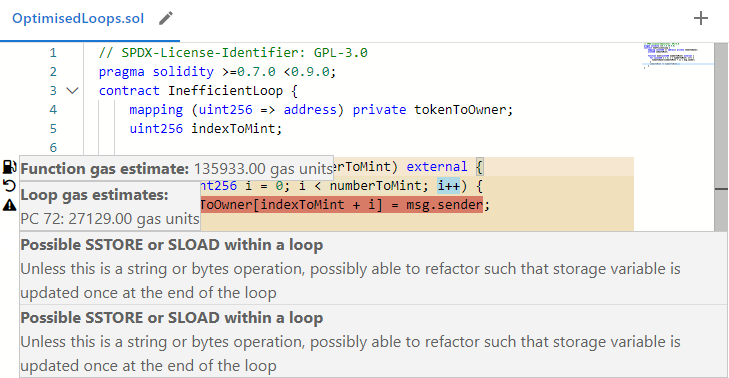 OptimisedLoops.sol
1 // SPDX-License-Identifier: GPL-3.0
2 pragma solidity >=0.7.0 <0.9.0;
3 contract InefficientLoop {
4 mapping (uint256 => address) private tokenToOwner;
5 uint256 indexToMint;
6
Function gas estimate: 135933.00 gas units erToMint) external {
Loop gas estimates: nt256 i = 0; i < numberToMint; i++) {
PC 72: 27129.00 gas units ToOwner[indexToMint + i] = msg.sender;
Possible SSTORE or SLOAD within a loop
Unless this is a string or bytes operation, possibly able to refactor such that storage variable is
updated once at the end of the loop
Possible SSTORE or SLOAD within a loop
Unless this is a string or bytes operation, possibly able to refactor such that storage variable is
updated once at the end of the loop